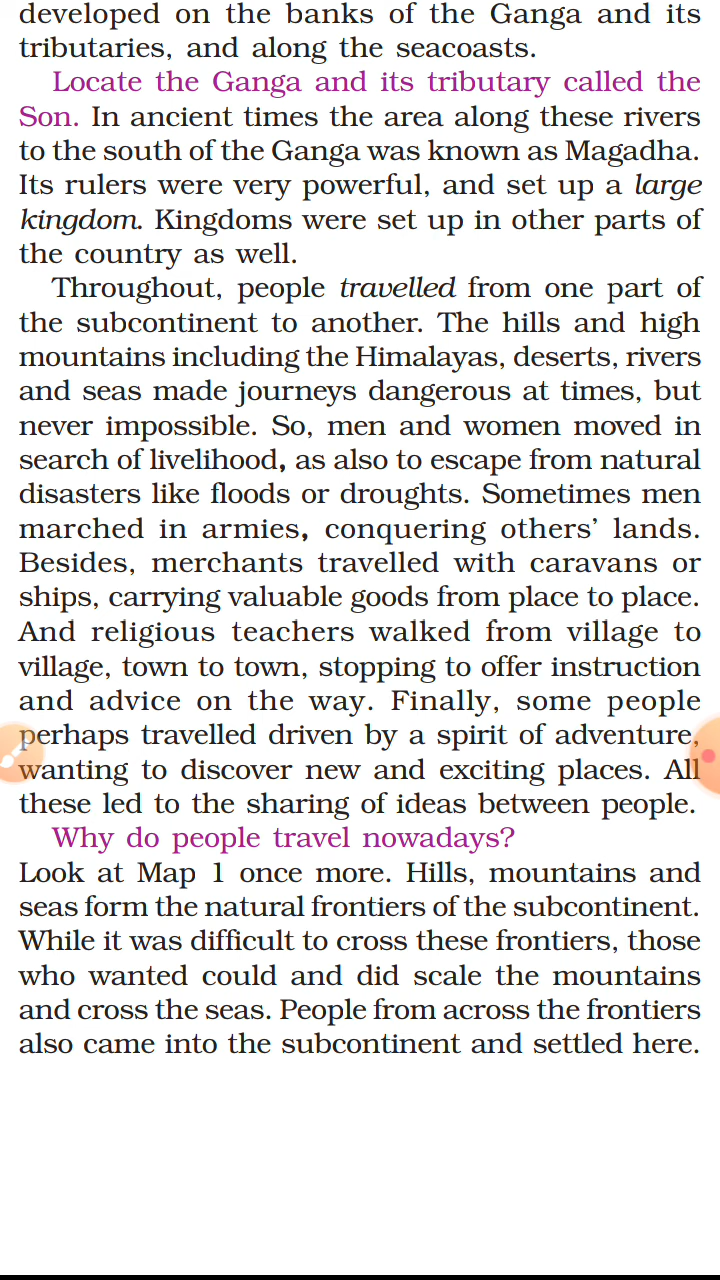 developed on the banks of the Ganga and its
tributaries, and along the seacoasts.
Locate the Ganga and its tributary called the
Son. In ancient times the area along these rivers
to the south of the Ganga was known as Magadha.
Its rulers were very powerful, and set up a large
kingdom. Kingdoms were set up in other parts of
the country as well.
Throughout, people travelled from one part of
the subcontinent to another. The hills and high
mountains including the Himalayas, deserts, rivers
and seas made journeys dangerous at times, but
never impossible. So, men and women moved in
search of livelihood, as also to escape from natural
disasters like floods or droughts. Sometimes men
marched in armies, conquering others’ lands.
Besides, merchants travelled with caravans or
ships, carrying valuable goods from place to place.
And religious teachers walked from village to
village, town to town, stopping to offer instruction
and advice on the way. Finally, some people
perhaps travelled driven by a spirit of adventure,
wanting to discover new and exciting places. All
these led to the sharing of ideas between people.
Why do people travel nowadays?
Look at Map 1 once more. Hills, mountains and
seas form the natural frontiers of the subcontinent.
While it was difficult to cross these frontiers, those
who wanted could and did scale the mountains
and cross the seas. People from across the frontiers
also came into the subcontinent and settled here.